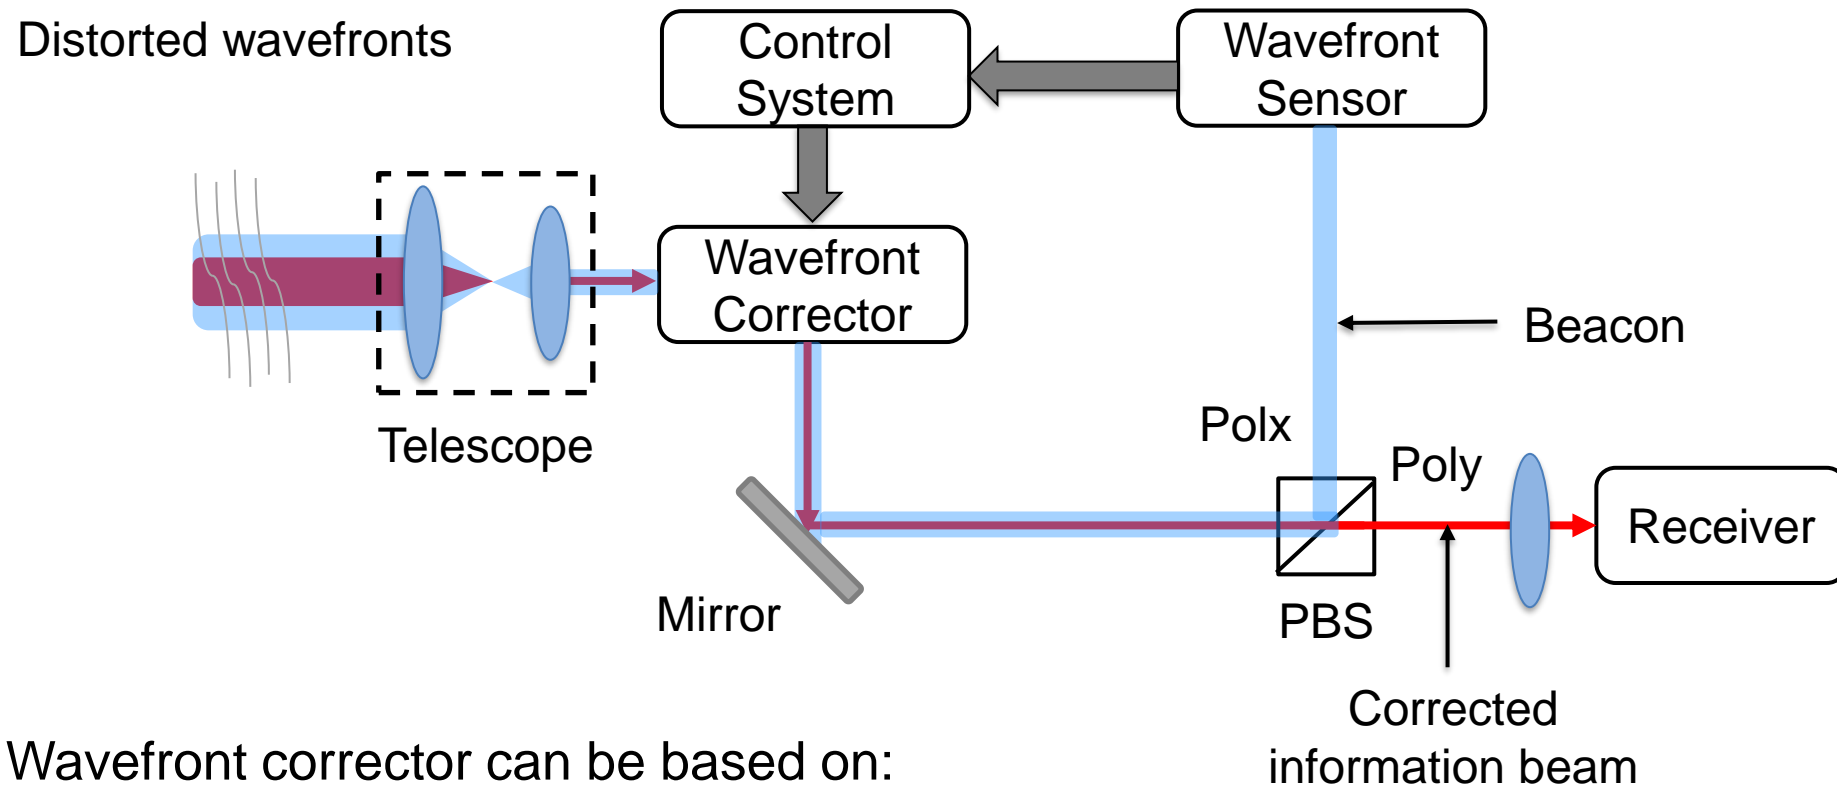 Distorted wavefronts
Control
System
Wavefront
Sensor
Wavefront
Corrector
Beacon
Telescope
Polx
Poly
Receiver
Mirror
PBS
Corrected
information beam
Wavefront corrector can be based on: